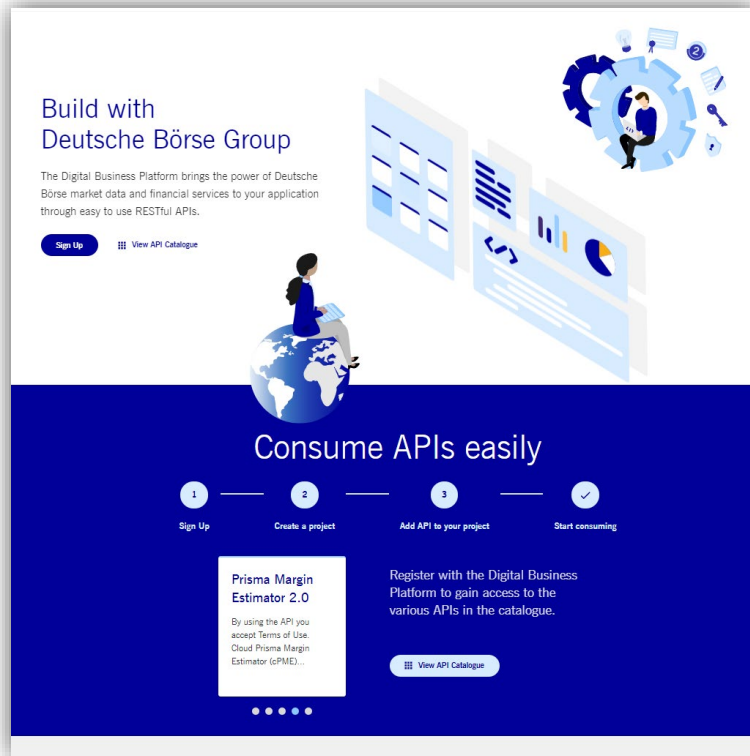 Build with
Deutsche Börse Group
The Digital Business Platform brings the power of Deutsche
Börse market data and financial services to your application
through easy to use RESTful APIs.
Sign Up
View API Catalogue
2
</>
Consume APIs easily
1
2
3
Sign Up
Create a project
Add API to your project
Start consuming
Prisma Margin
Estimator 2.0
By using the API you
accept Terms of Use.
Cloud Prisma Margin
Estimator (cPME)...
Register with the Digital Business
Platform to gain access to the
various APIs in the catalogue.
View API Catalogue